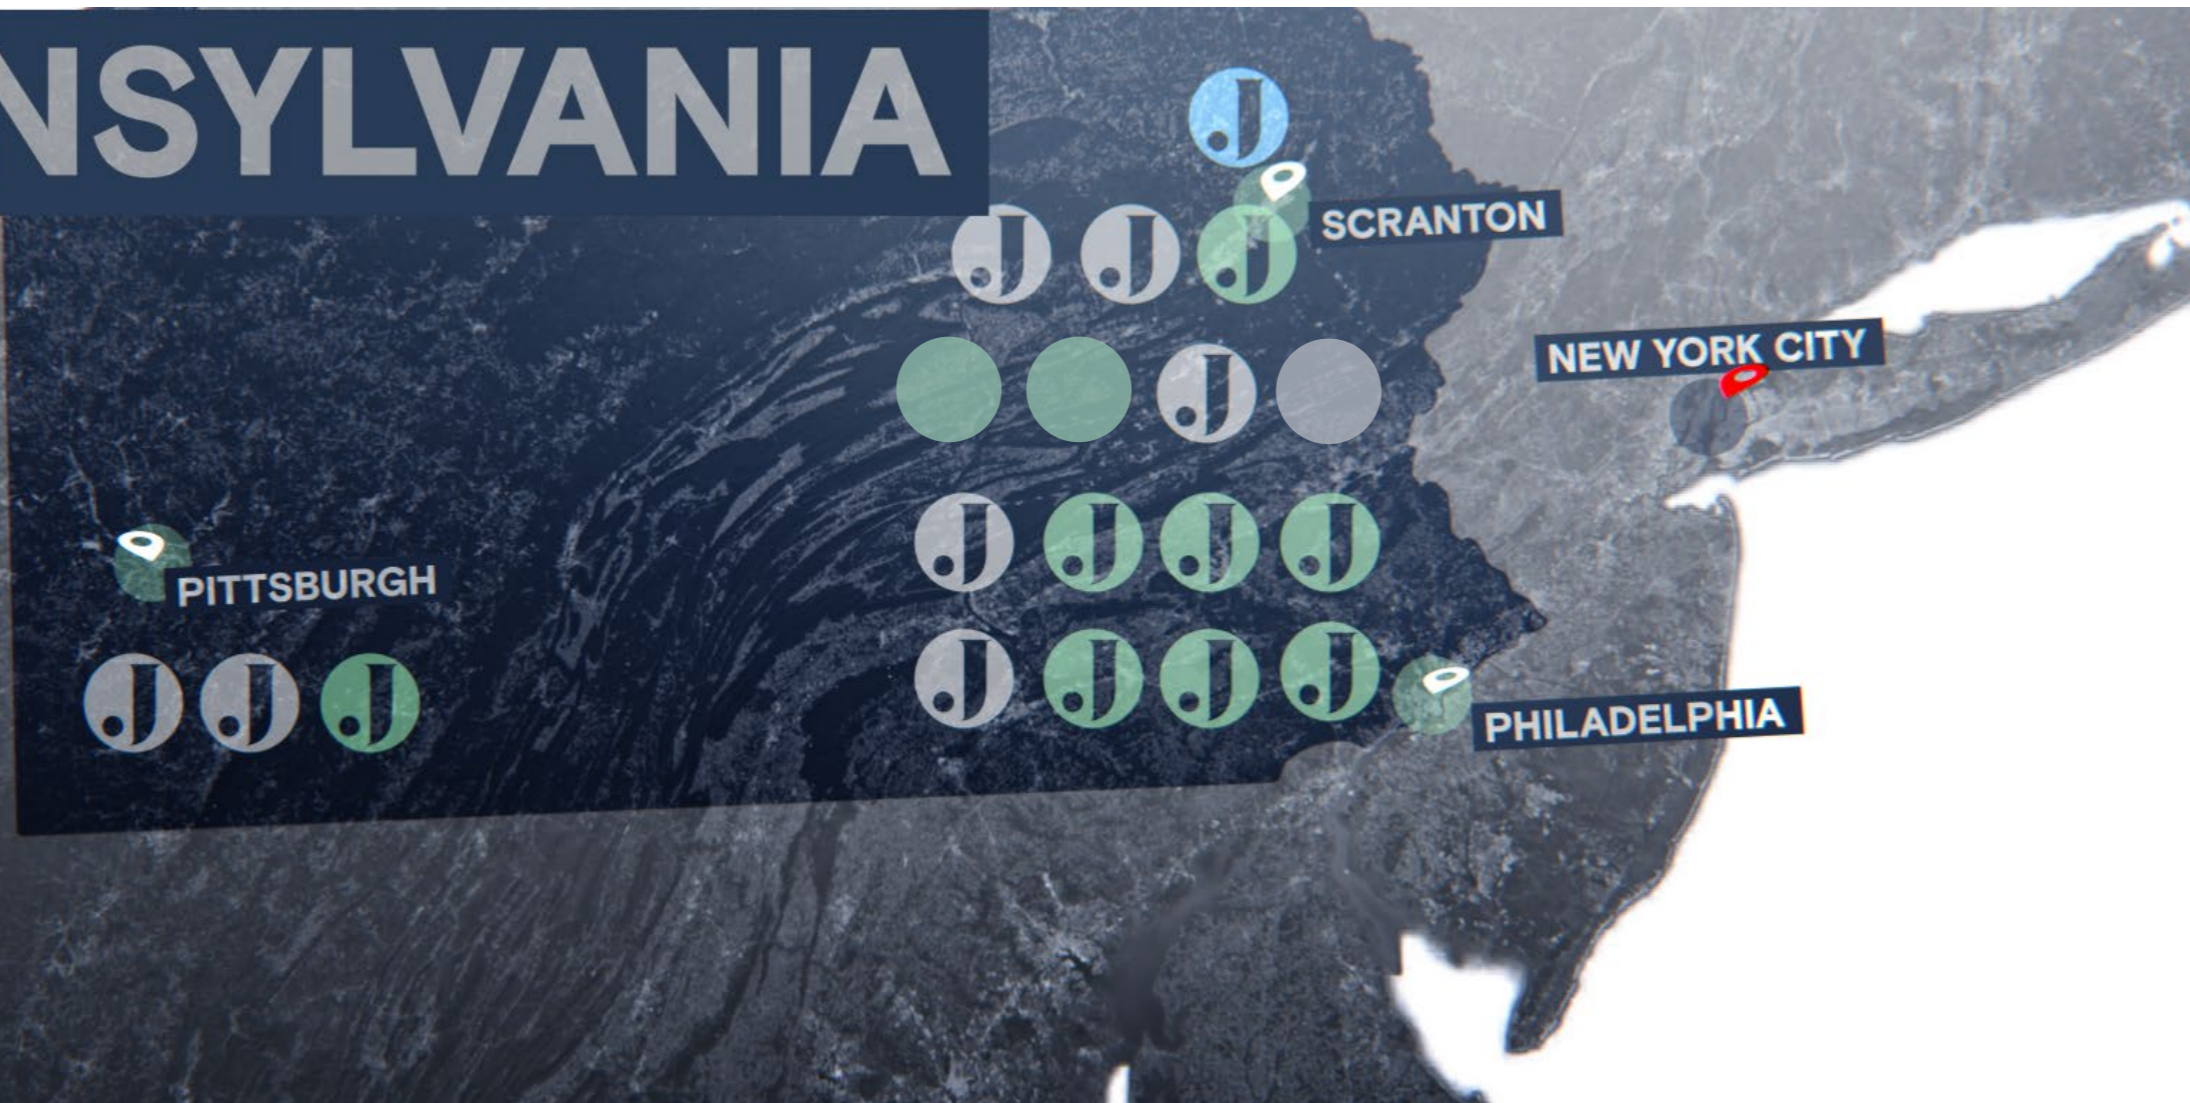 NSYLVANIA
J
SCRANTON
J J J
NEW YORK CITY
J
J J J J
PITTSBURGH
J J J
J J J J
PHILADELPHIA